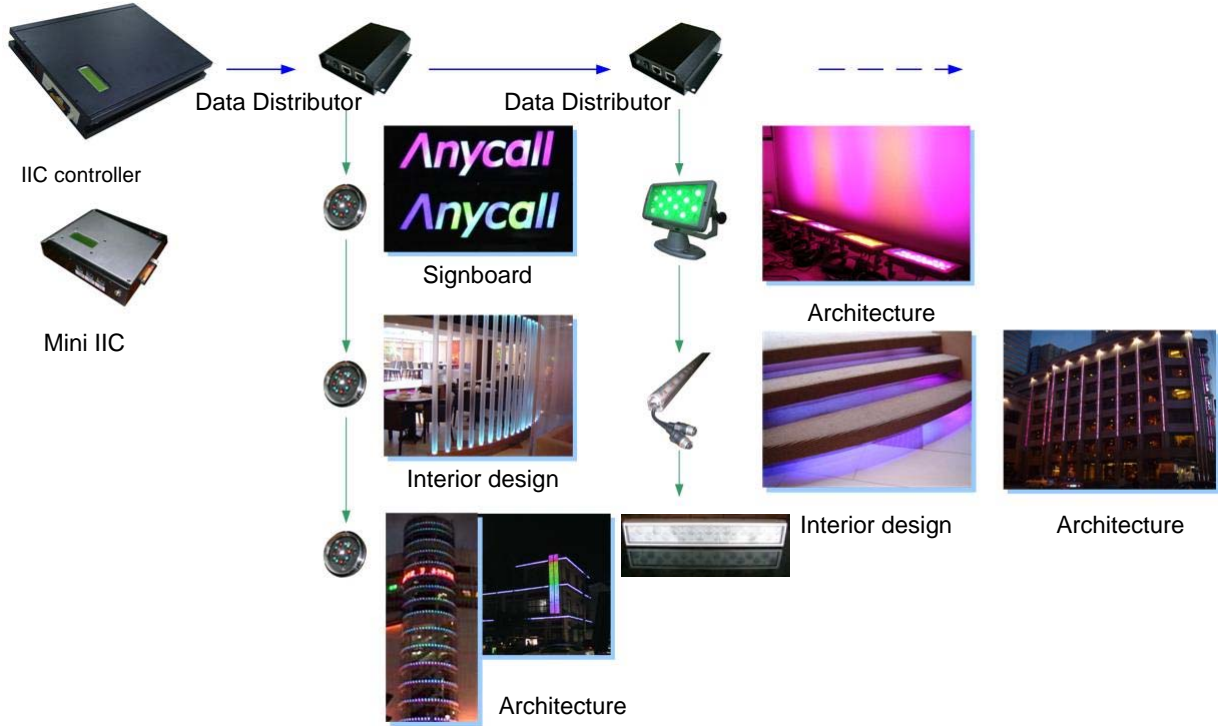 Data Distributor
Data Distributor
IIC controller
Anycall
Anycall
Signboard
Mini IIC
Architecture
Interior design
Interior design
Architecture
Architecture